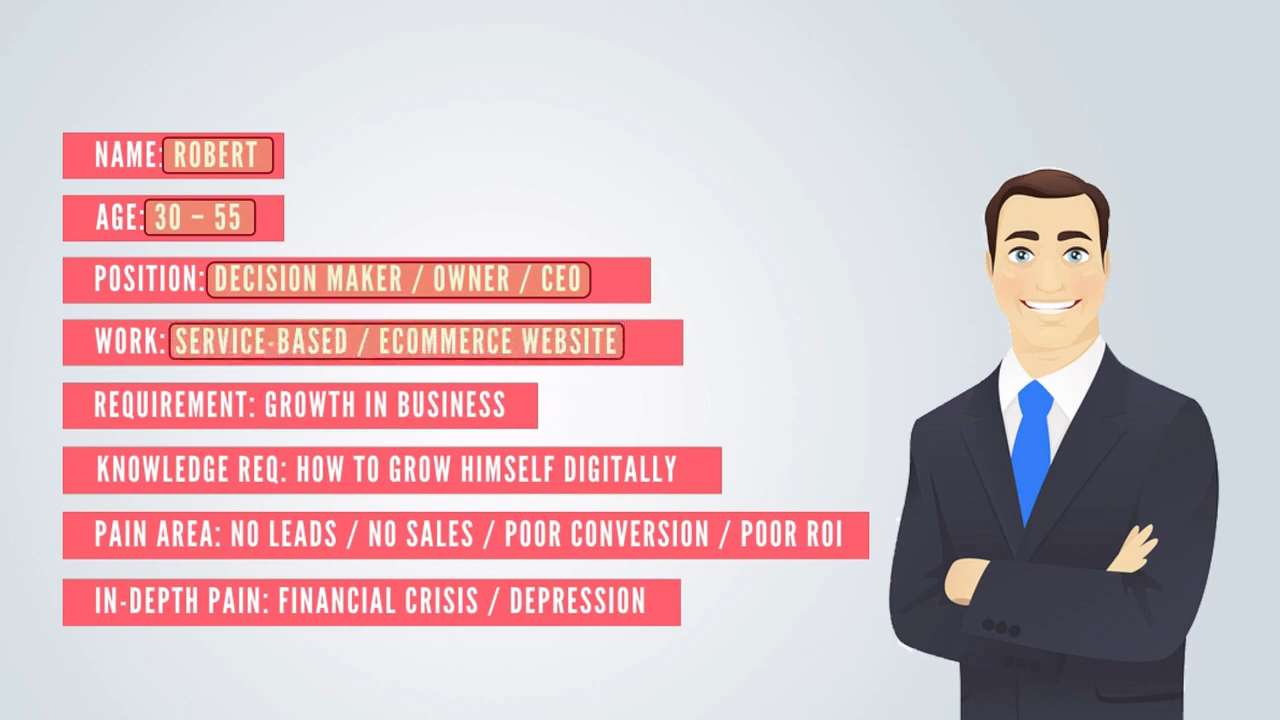 NAME: ROBERT
AGE: 30 – 55
POSITION: DECISION MAKER / OWNER / CEO
WORK: SERVICE-BASED / ECOMMERCE WEBSITE
REQUIREMENT: GROWTH IN BUSINESS
KNOWLEDGE REQ: HOW TO GROW HIMSELF DIGITALLY
PAIN AREA: NO LEADS / NO SALES / POOR CONVERSION / POOR ROI
IN-DEPTH PAIN: FINANCIAL CRISIS / DEPRESSION